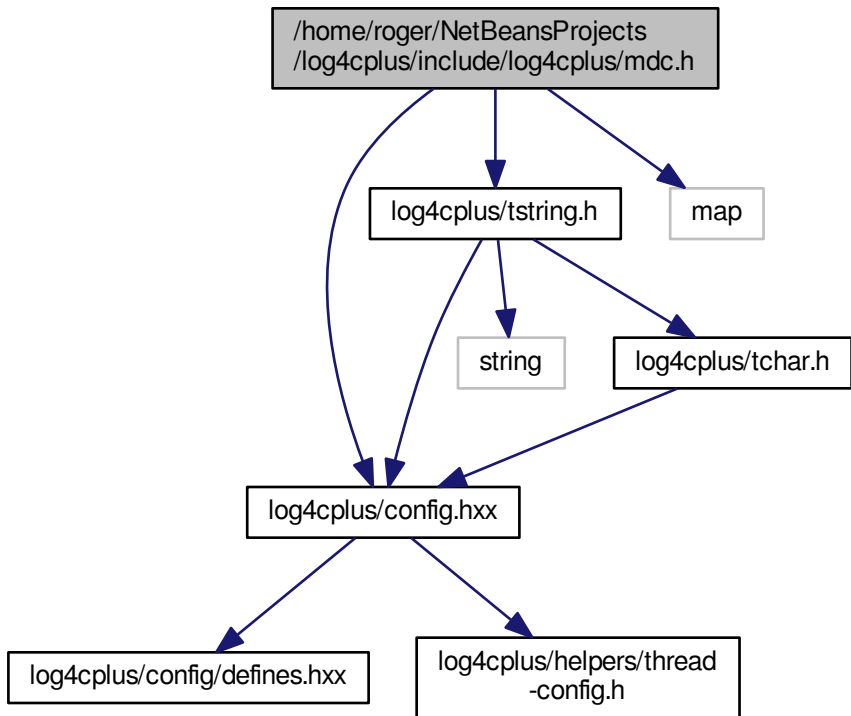 /home/roger/NetBeansProjects
/log4cplus/include/log4cplus/mdc.h
log4cplus/tstring.h
map
string
log4cplus/tchar.h
log4cplus/config.hxx
log4cplus/config/defines.hxx
log4cplus/helpers/thread
-config.h